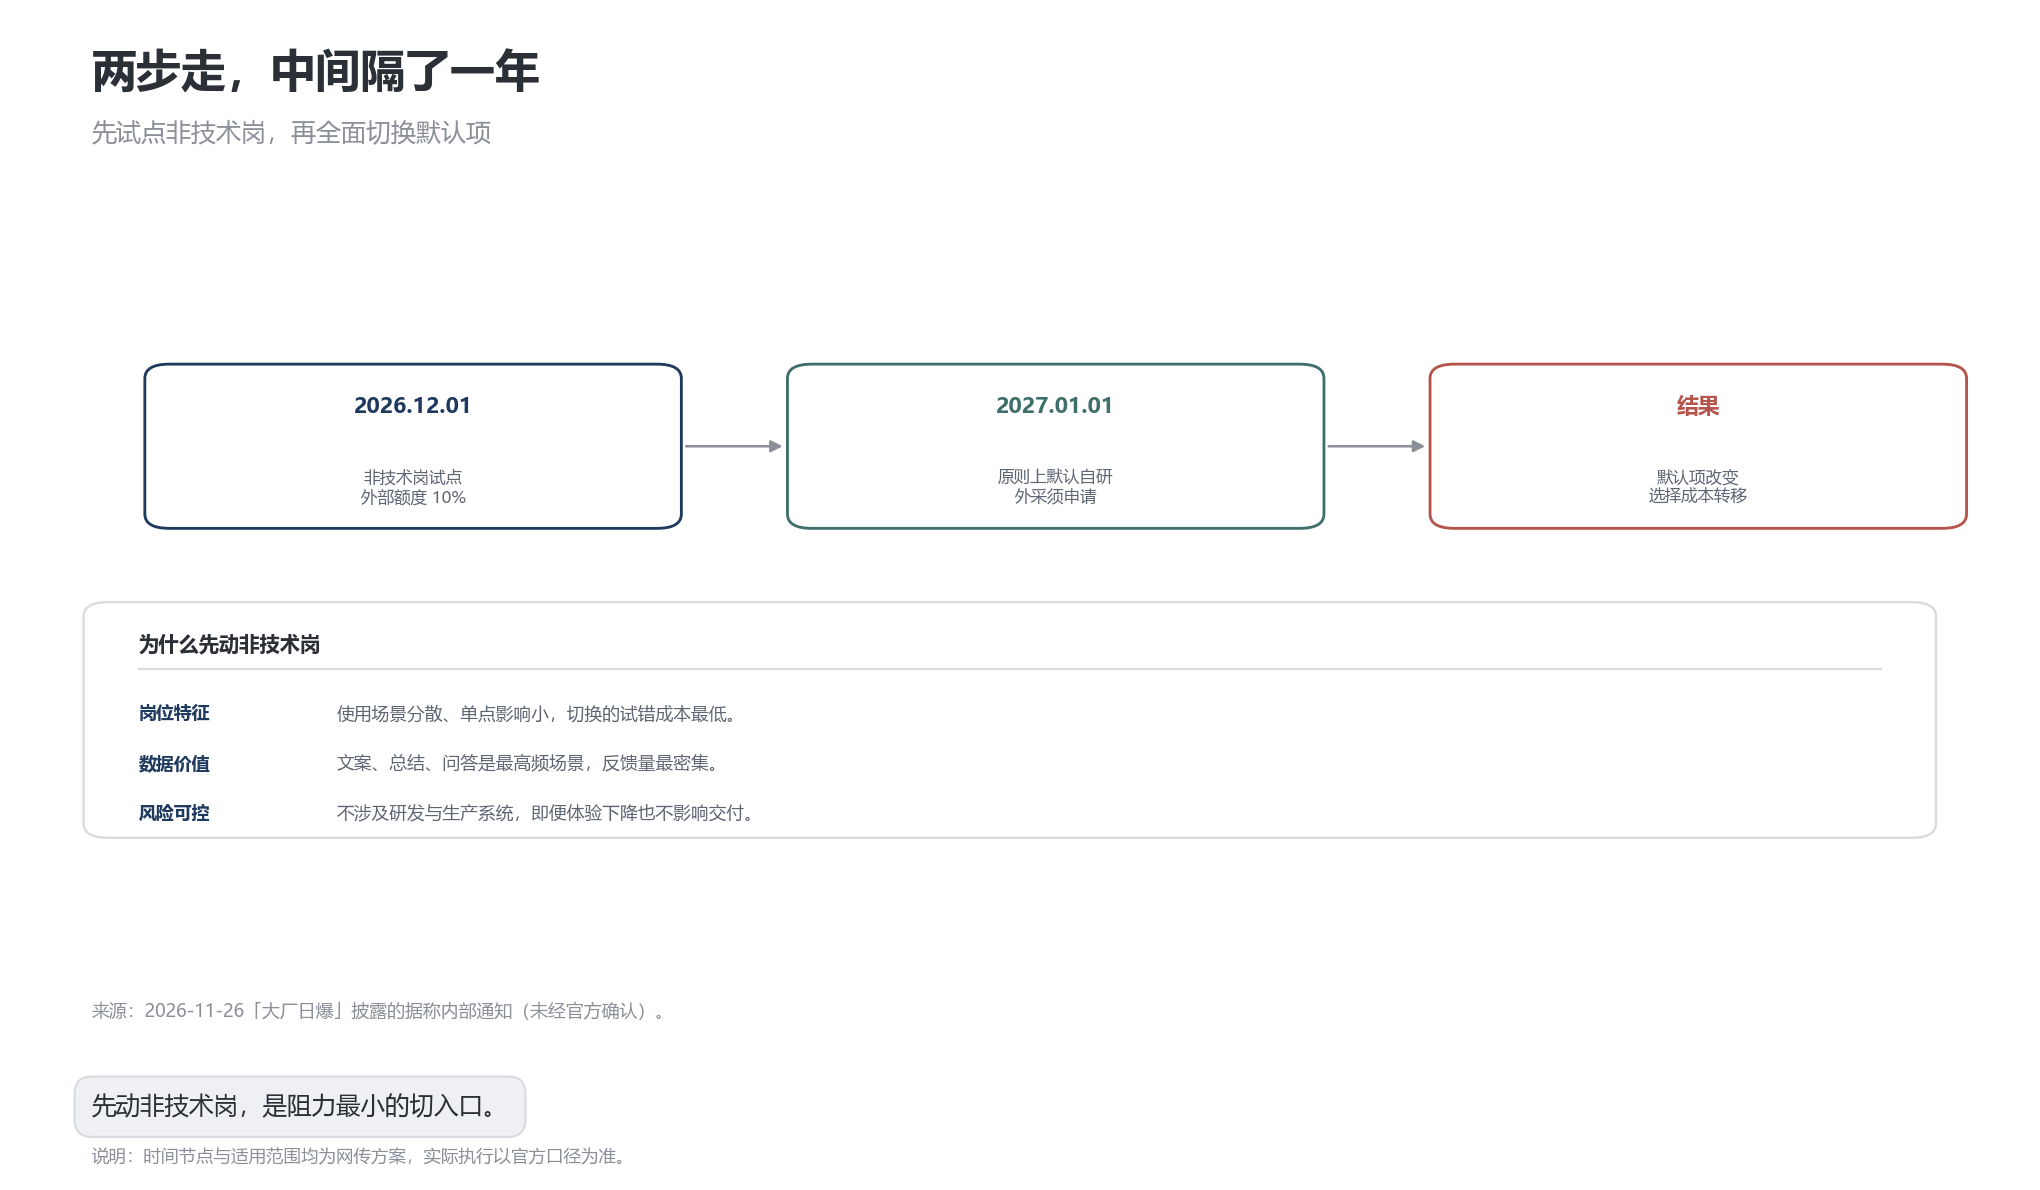 两步走，中间隔了一年
先试点非技术岗，再全面切换默认项
2026.12.01
非技术岗试点
外部额度 10%
2027.01.01
原则上默认自研
外采须申请
结果
默认项改变
选择成本转移
为什么先动非技术岗
岗位特征
使用场景分散、单点影响小，切换的试错成本最低。
数据价值
文案、总结、问答是最高频场景，反馈量最密集。
风险可控
不涉及研发与生产系统，即便体验下降也不影响交付。
来源：2026-11-26「大厂日爆」披露的据称内部通知（未经官方确认）。
先动非技术岗，是阻力最小的切入口。
说明：时间节点与适用范围均为网传方案，实际执行以官方口径为准。